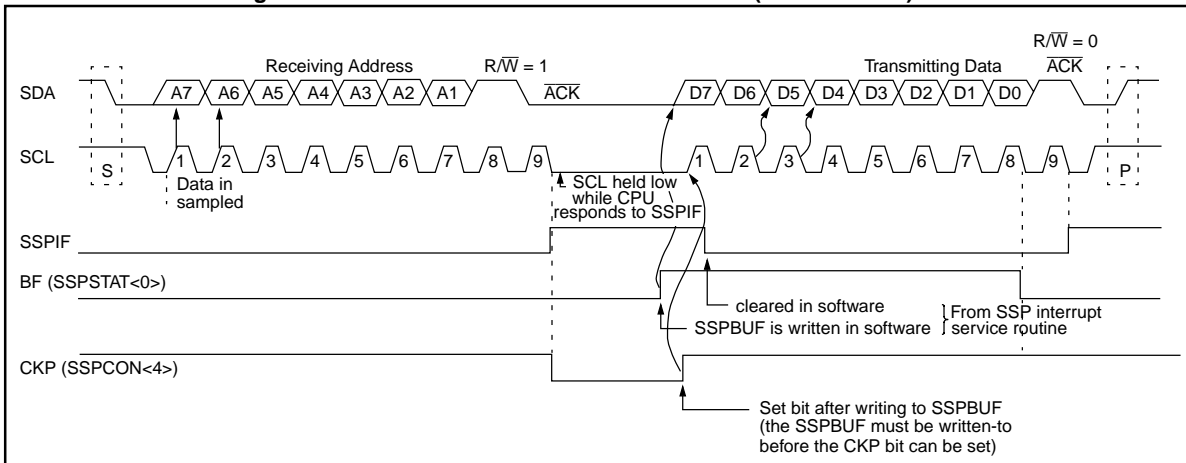 R/W = 0
Receiving Address R/W = 1 Transmitting Data ACK
SDA A7 A6 A5 A4 A3 A2 A1 ACK D7 D6 D5 D4 D3 D2 D1 D0
SCL 1 2 3 4 5 6 7 8 9 1 2 3 4 5 6 7 8 9
S P
Data in
sampled
SCL held low
while CPU
responds to SSPIF
SSPIF
BF (SSPSTAT<0>)
cleared in software
SSPBUF is written in software
From SSP interrupt
service routine
CKP (SSPCON<4>)
Set bit after writing to SSPBUF
(the SSPBUF must be written-to
before the CKP bit can be set)